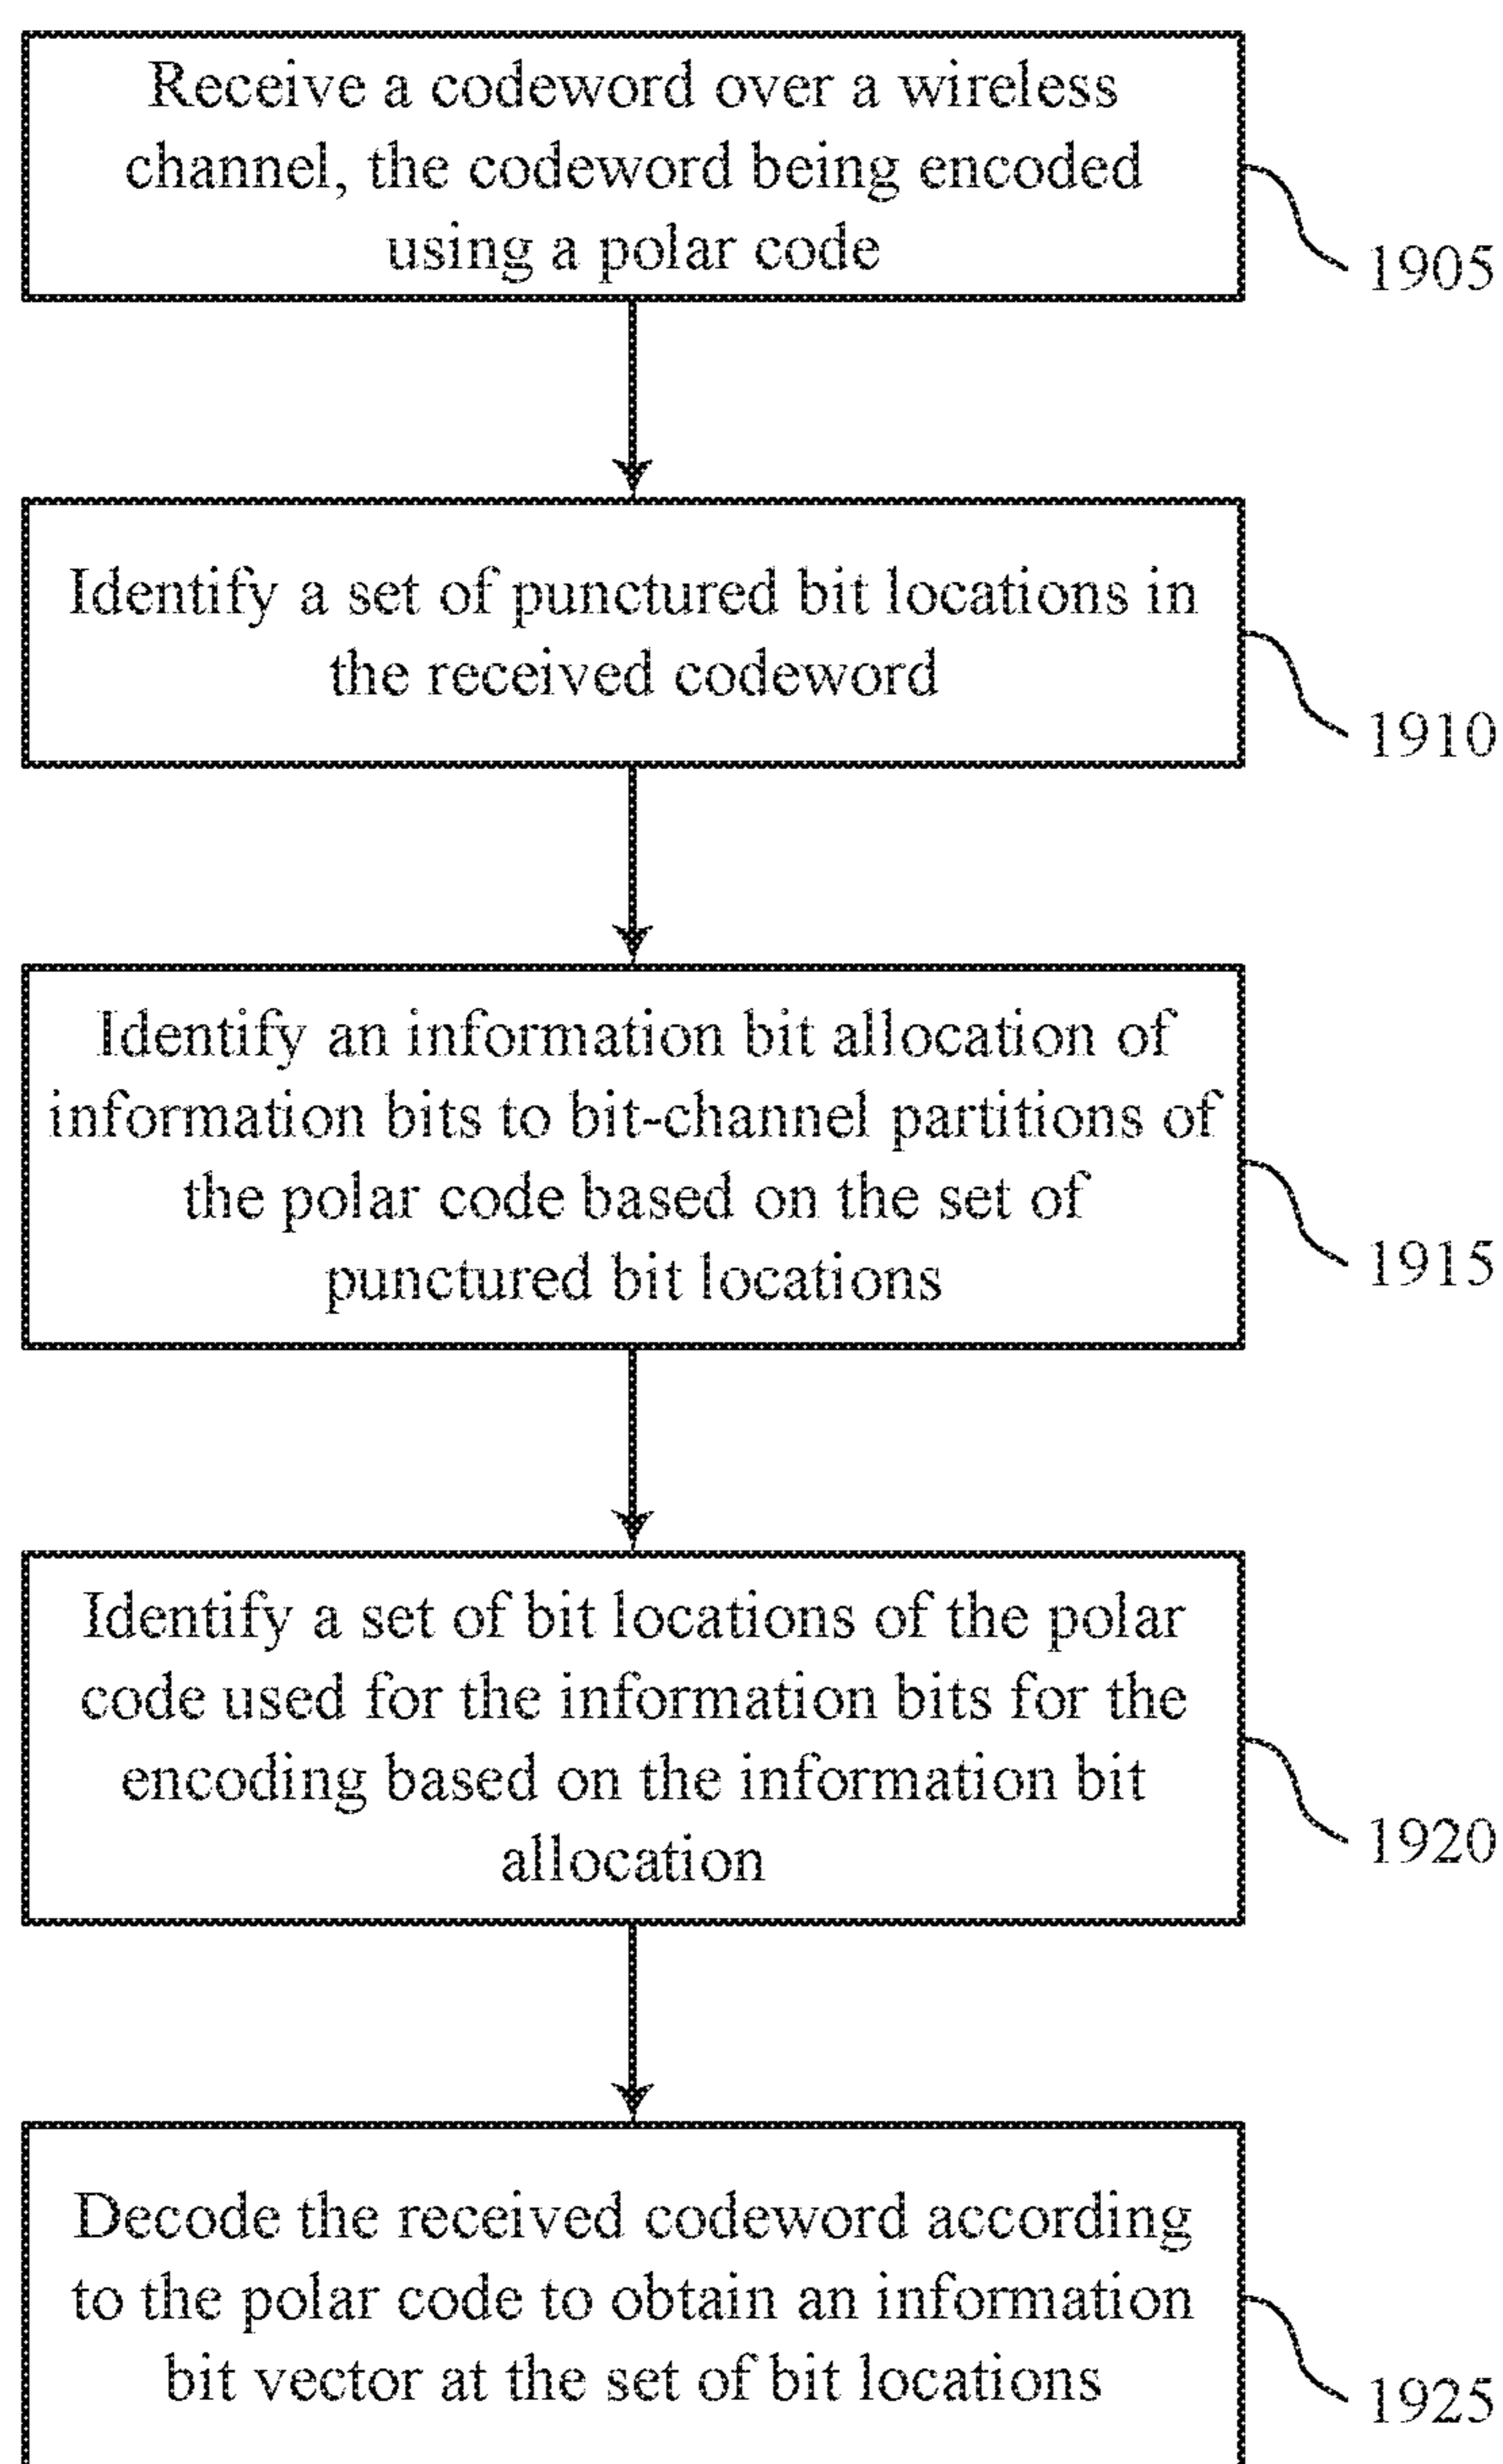 Receive a codeword over a wireless
channel, the codeword being encoded
using a polar code
1905
Identify a set of punctured bit locations in
the received codeword
1910
Identify an information bit allocation of
information bits to bit-channel partitions of
the polar code based on the set of
punctured bit locations
1915
Identify a set of bit locations of the polar
code used for the information bits for the
encoding based on the information bit
allocation
1920
Decode the received codeword according
to the polar code to obtain an information
bit vector at the set of bit locations
1925